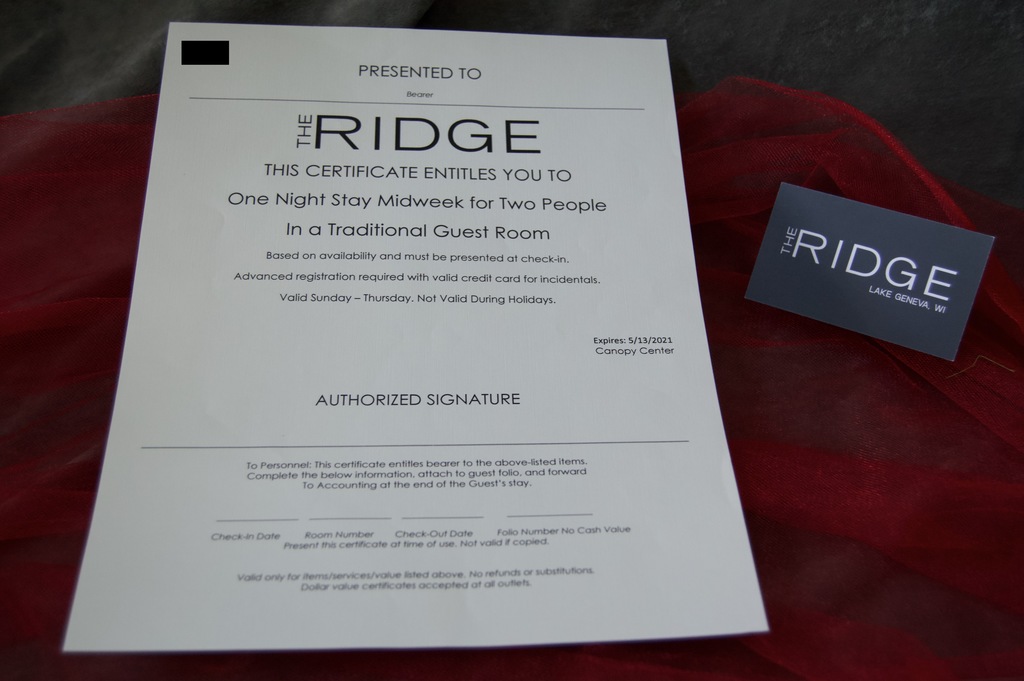 PRESENTED TO
Bearer
THE RIDGE
THIS CERTIFICATE ENTITLES YOU TO
One Night Stay Midweek for Two People
In a Traditional Guest Room
Based on availability and must be presented at check-in.
Advanced registration required with valid credit card for incidentals.
Valid Sunday – Thursday. Not Valid During Holidays.
Expires: 5/13/2021
Canopy Center
AUTHORIZED SIGNATURE
To Personnel: This certificate entitles bearer to the above-listed items.
Complete the below information, attach to guest folio, and forward
To Accounting at the end of the Guest's stay.
Check-In Date Room Number Check-Out Date Folio Number No Cash Value
Present this certificate at time of use. Not valid if copied.
Valid only for items/services/value listed above. No refunds or substitutions.
Dollar value certificates accepted at all outlets.
THE RIDGE
LAKE GENEVA, WI